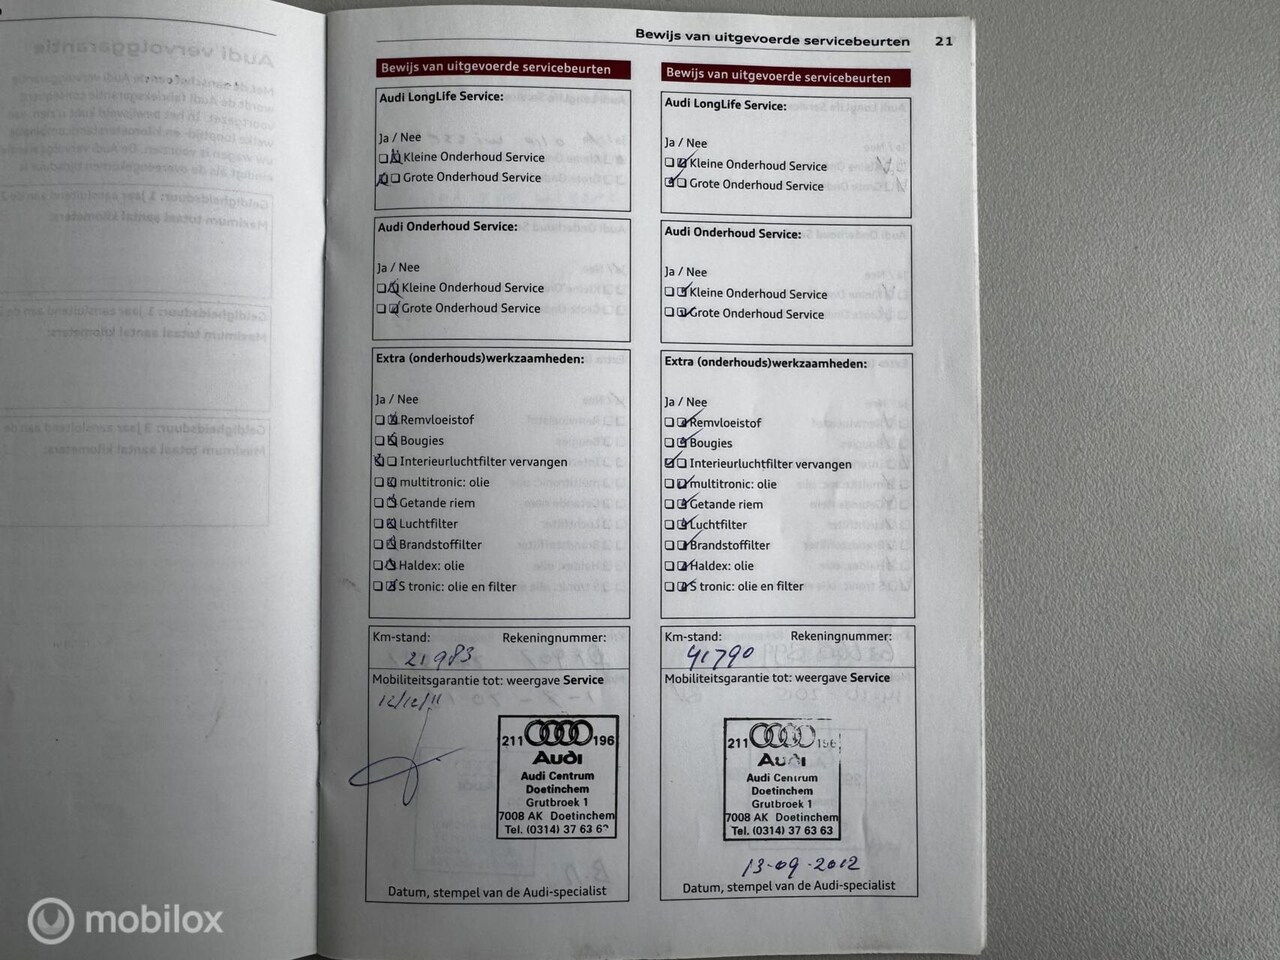 Bewijs van uitgevoerde servicebeurten 21
Bewijs van uitgevoerde servicebeurten
Audi LongLife Service:
Ja / Nee
Kleine Onderhoud Service
Grote Onderhoud Service
Audi Onderhoud Service:
Ja / Nee
Kleine Onderhoud Service
Grote Onderhoud Service
Extra (onderhouds)werkzaamheden:
Ja / Nee
Remvloeistof
Bougies
Interieurluchtfilter vervangen
multitronic: olie
Getande riem
Luchtfilter
Brandstoffilter
Haldex: olie
S tronic: olie en filter
Km-stand: Rekeningnummer:
21983
Mobiliteitsgarantie tot: weergave Service
12/12/11
211 196
Audi
Audi Centrum
Doetinchem
Grutbroek 1
7008 AK Doetinchem
Tel. (0314) 37 63
Datum, stempel van de Audi-specialist
Bewijs van uitgevoerde servicebeurten
Audi LongLife Service:
Ja / Nee
Kleine Onderhoud Service
Grote Onderhoud Service
Audi Onderhoud Service:
Ja / Nee
Kleine Onderhoud Service
Grote Onderhoud Service
Extra (onderhouds)werkzaamheden:
Ja / Nee
Remvloeistof
Bougies
Interieurluchtfilter vervangen
multitronic: olie
Getande riem
Luchtfilter
Brandstoffilter
Haldex: olie
S tronic: olie en filter
Km-stand: Rekeningnummer:
41790
Mobiliteitsgarantie tot: weergave Service
211 196
Audi
Audi Centrum
Doetinchem
Grutbroek 1
7008 AK Doetinchem
Tel. (0314) 37 63 63
13-09-2012
Datum, stempel van de Audi-specialist
mobilox